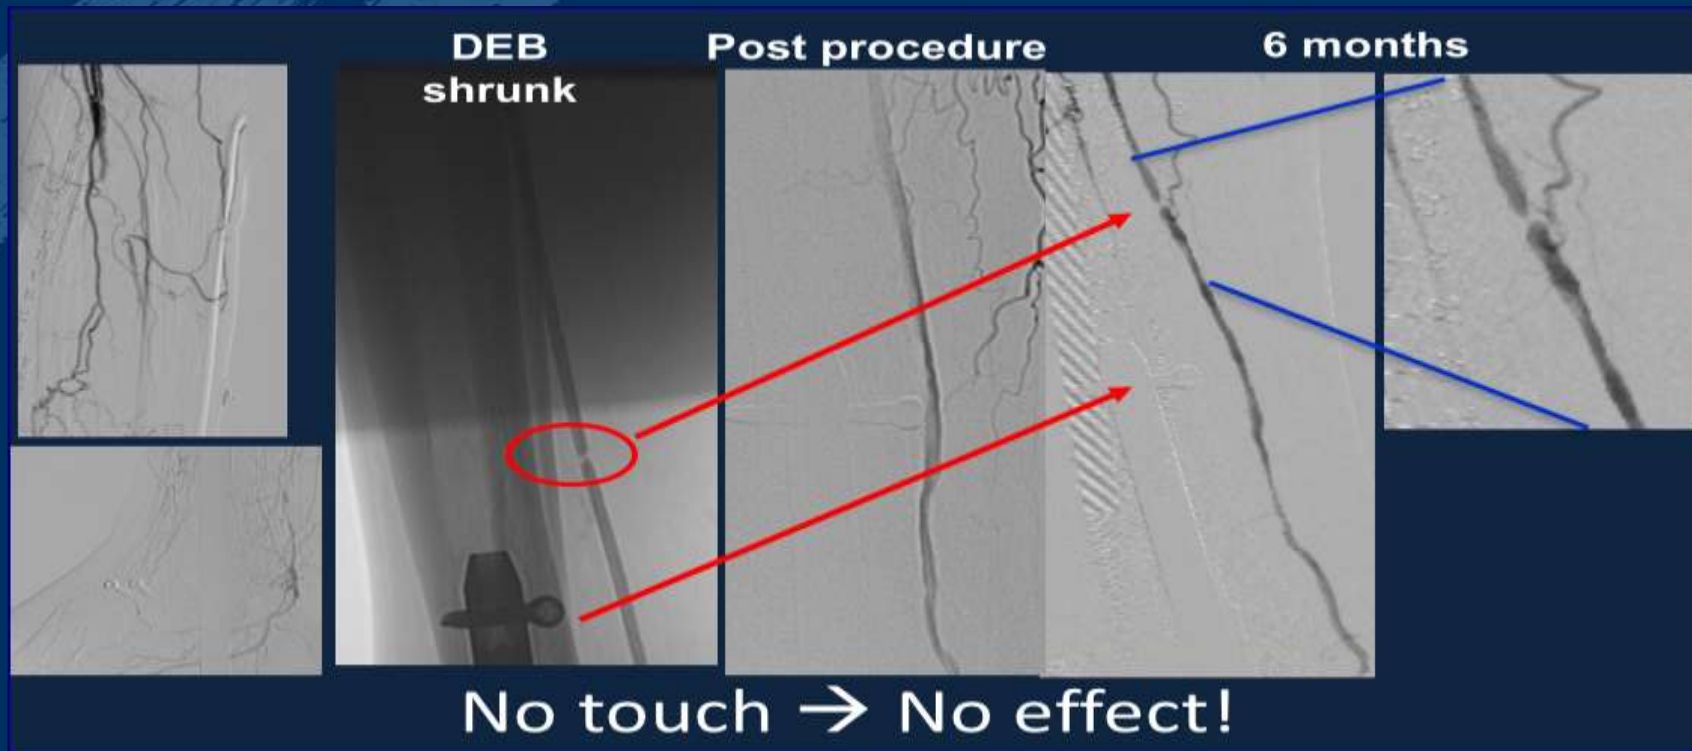 DEB
shrunk
Post procedure
6 months
No touch → No effect!